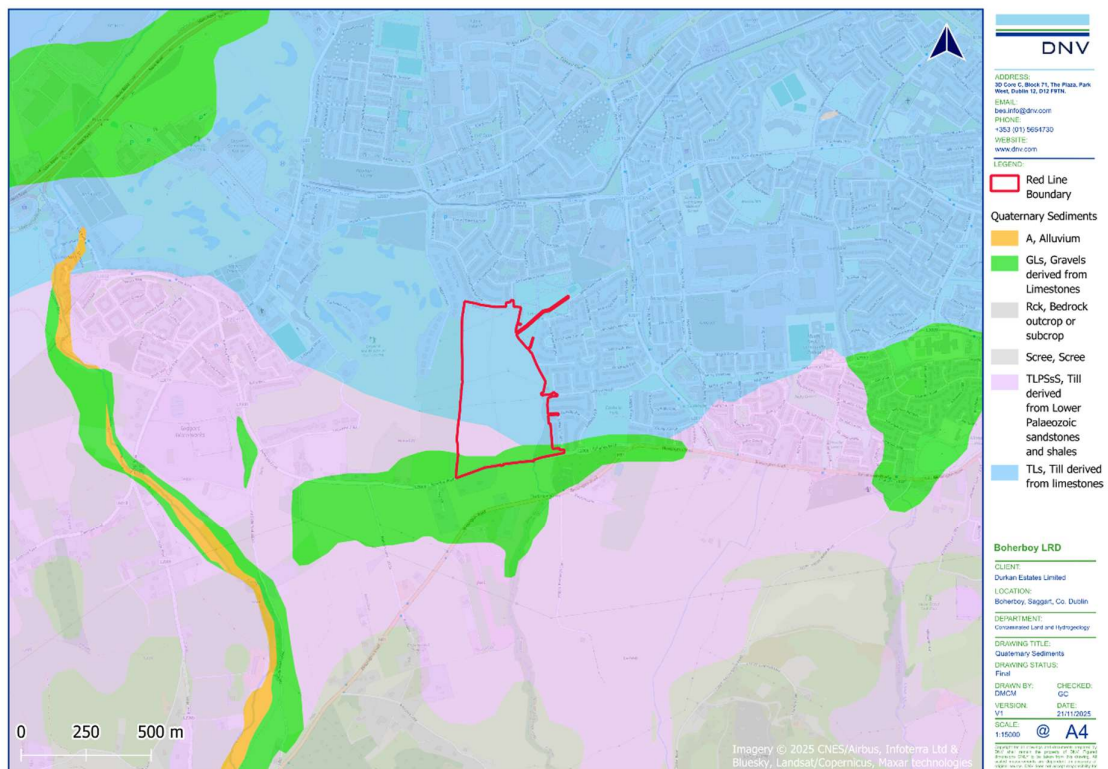 DNV
ADDRESS:
3D Core C, Block 71, The Plaza, Park
West, Dublin 12, D12 F9TN.
EMAIL:
bes.info@dnv.com
PHONE:
+353 (01) 5664730
WEBSITE:
www.dnv.com
LEGEND:
Red Line
Boundary
Quaternary Sediments
A, Alluvium
GLs, Gravels
derived from
Limestones
Rck, Bedrock
outcrop or
subcrop
Scree, Scree
TLPSsS, Till
derived
from Lower
Palaeozoic
sandstones
and shales
TLs, Till derived
from limestones
Boherboy LRD
CLIENT:
Durkan Estates Limited
LOCATION:
Boherboy, Saggart, Co. Dublin
DEPARTMENT:
Contaminated Land and Hydrogeology
DRAWING TITLE:
Quaternary Sediments
DRAWING STATUS:
Final
DRAWN BY: CHECKED:
DMCM GC
VERSION: DATE:
V1 21/11/2025
SCALE:
1:15000 @ A4
0 250 500 m
Imagery © 2025 CNES/Airbus, Infoterra Ltd &
Bluesky, Landsat/Copernicus, Maxar technologies